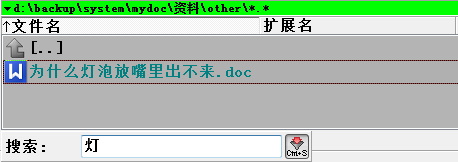 ▼d:\backup\system\mydoc\资料\other\*.*
↑文件名 扩展名
[..]
W 为什么灯泡放嘴里出不来.doc
搜索: 灯
Ctrl+S